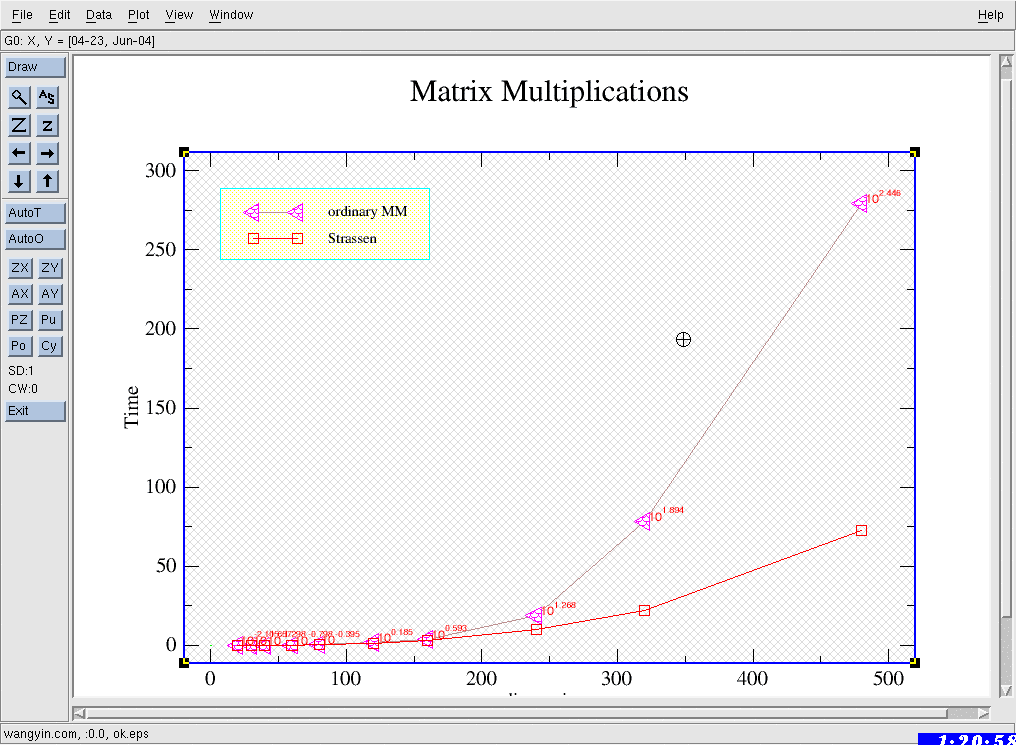 File Edit Data Plot View Window Help
G0: X, Y = [04-23, Jun-04]
Draw
AS
Z z
AutoT
AutoO
ZX ZY
AX AY
PZ Pu
Po Cy
SD:1
CW:0
Exit
Matrix Multiplications
300
250
200
150
100
50
0
Time
ordinary MM
Strassen
10^2.446
10^1.894
10^1.268
10^0.593
10^0.185
-0.395
-0.798
0 100 200 300 400 500
wangyin.com, :0.0, ok.eps
1:20:58